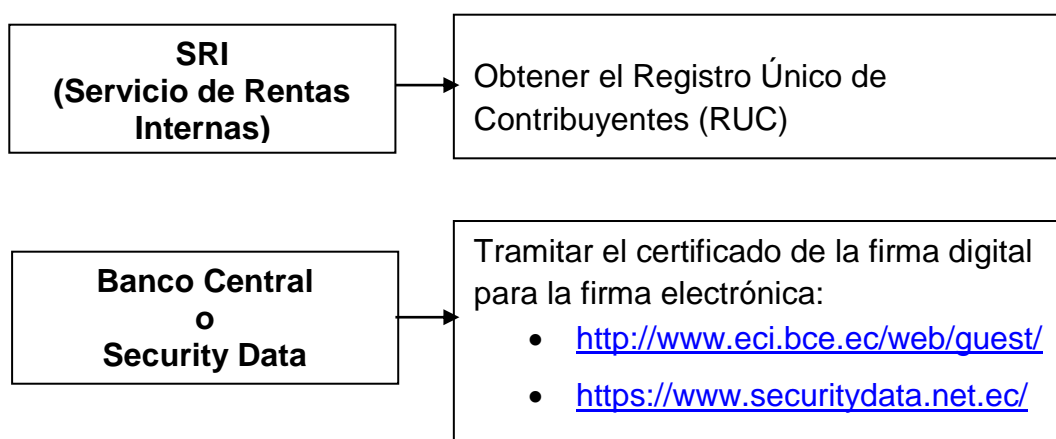 SRI
(Servicio de Rentas
Internas)
Obtener el Registro Único de
Contribuyentes (RUC)
Banco Central
o
Security Data
Tramitar el certificado de la firma digital
para la firma electrónica:
• http://www.eci.bce.ec/web/guest/
• https://www.securitydata.net.ec/